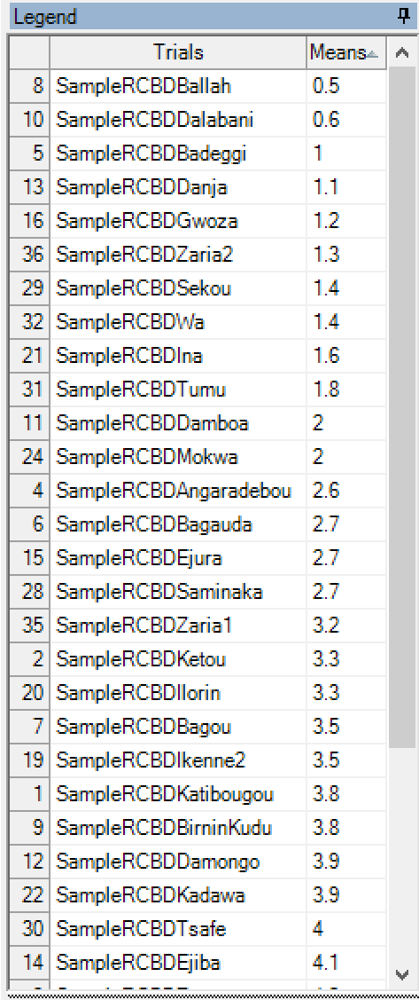 Legend
Trials Means
8 SampleRCBDBallah 0.5
10 SampleRCBDDalabani 0.6
5 SampleRCBDBadeggi 1
13 SampleRCBDDanja 1.1
16 SampleRCBDGwoza 1.2
36 SampleRCBDZaria2 1.3
29 SampleRCBDSekou 1.4
32 SampleRCBDWa 1.4
21 SampleRCBDIna 1.6
31 SampleRCBDTumu 1.8
11 SampleRCBDDamboa 2
24 SampleRCBDMokwa 2
4 SampleRCBDAngaradebou 2.6
6 SampleRCBDBagauda 2.7
15 SampleRCBDEjura 2.7
28 SampleRCBDSaminaka 2.7
35 SampleRCBDZaria1 3.2
2 SampleRCBDKetou 3.3
20 SampleRCBDIlorin 3.3
7 SampleRCBDBagou 3.5
19 SampleRCBDIkenne2 3.5
1 SampleRCBDKatibougou 3.8
9 SampleRCBDBirninKudu 3.8
12 SampleRCBDDamongo 3.9
22 SampleRCBDKadawa 3.9
30 SampleRCBDTsafe 4
14 SampleRCBDEjiba 4.1